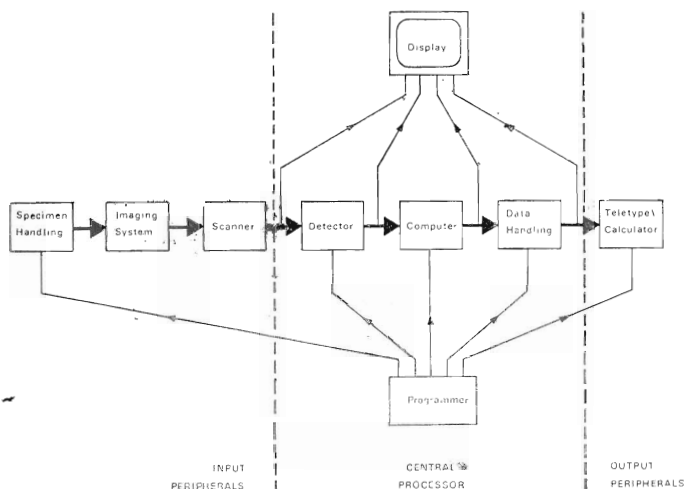 Display
Specimen
Handling
Imaging
System
Scanner
Detector
Computer
Data
Handling
Teletype\
Calculator
Programmer
INPUT
PERIPHERALS
CENTRAL
PROCESSOR
OUTPUT
PERIPHERALS